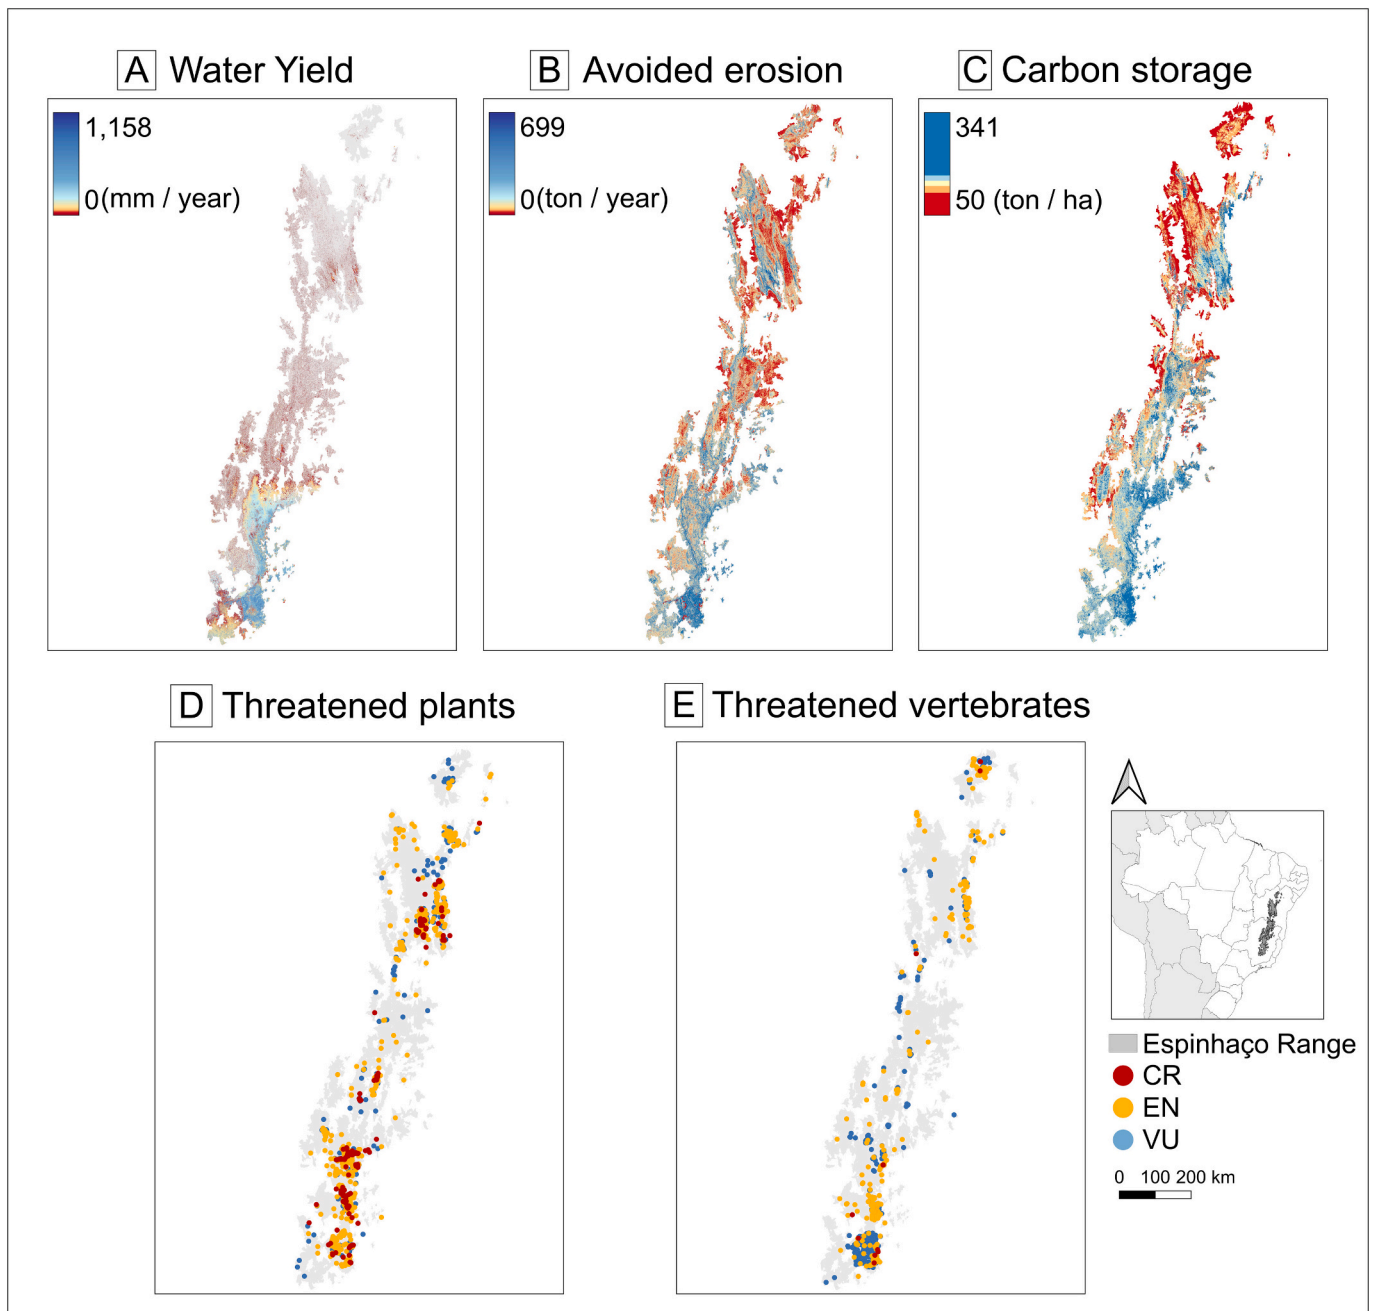 A Water Yield
B Avoided erosion
C Carbon storage
1,158
0(mm / year)
699
0(ton / year)
341
50 (ton / ha)
D Threatened plants
E Threatened vertebrates
Espinhaço Range
CR
EN
VU
0 100 200 km